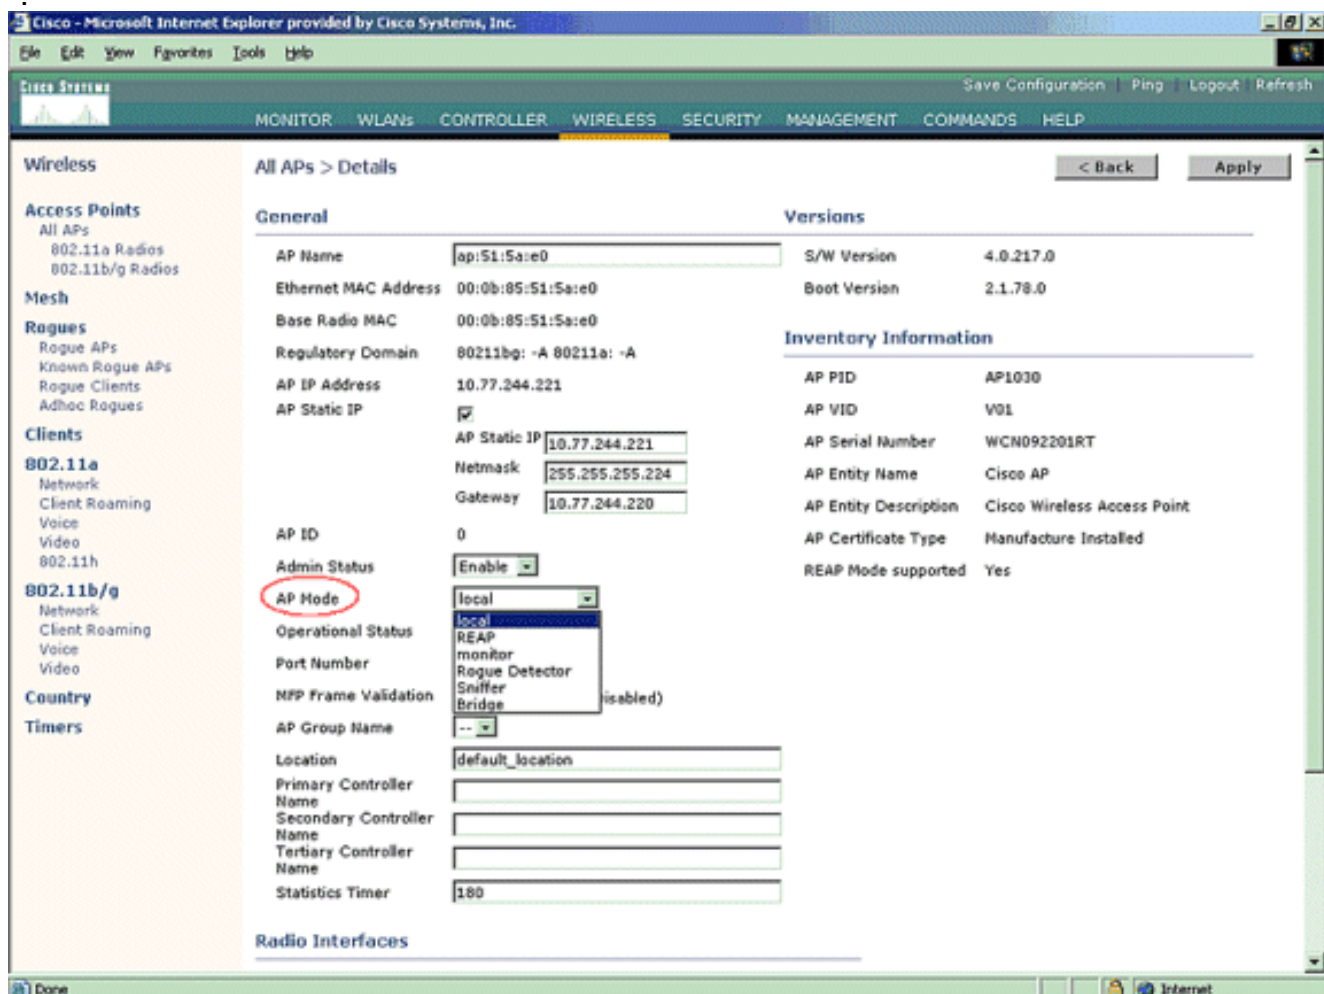 Cisco - Microsoft Internet Explorer provided by Cisco Systems, Inc.
File Edit View Favorites Tools Help
Cisco Systems
Save Configuration | Ping | Logout | Refresh
MONITOR WLANs CONTROLLER WIRELESS SECURITY MANAGEMENT COMMANDS HELP
Wireless
Access Points
All APs
802.11a Radios
802.11b/g Radios
Mesh
Rogues
Rogue APs
Known Rogue APs
Rogue Clients
Adhoc Rogues
Clients
802.11a
Network
Client Roaming
Voice
Video
802.11h
802.11b/g
Network
Client Roaming
Voice
Video
Country
Timers
All APs > Details
< Back Apply
General
AP Name ap:51:5a:e0
Ethernet MAC Address 00:0b:85:51:5a:e0
Base Radio MAC 00:0b:85:51:5a:e0
Regulatory Domain 80211bg: -A 80211a: -A
AP IP Address 10.77.244.221
AP Static IP
AP Static IP 10.77.244.221
Netmask 255.255.255.224
Gateway 10.77.244.220
AP ID 0
Admin Status Enable
AP Mode local
local
REAP
monitor
Rogue Detector
Sniffer
Bridge
Operational Status
Port Number
MFP Frame Validation isabled)
AP Group Name --
Location default_location
Primary Controller
Name
Secondary Controller
Name
Tertiary Controller
Name
Statistics Timer 180
Radio Interfaces
Versions
S/W Version 4.0.217.0
Boot Version 2.1.78.0
Inventory Information
AP PID AP1030
AP VID V01
AP Serial Number WCN092201RT
AP Entity Name Cisco AP
AP Entity Description Cisco Wireless Access Point
AP Certificate Type Manufacture Installed
REAP Mode supported Yes
Done
Internet